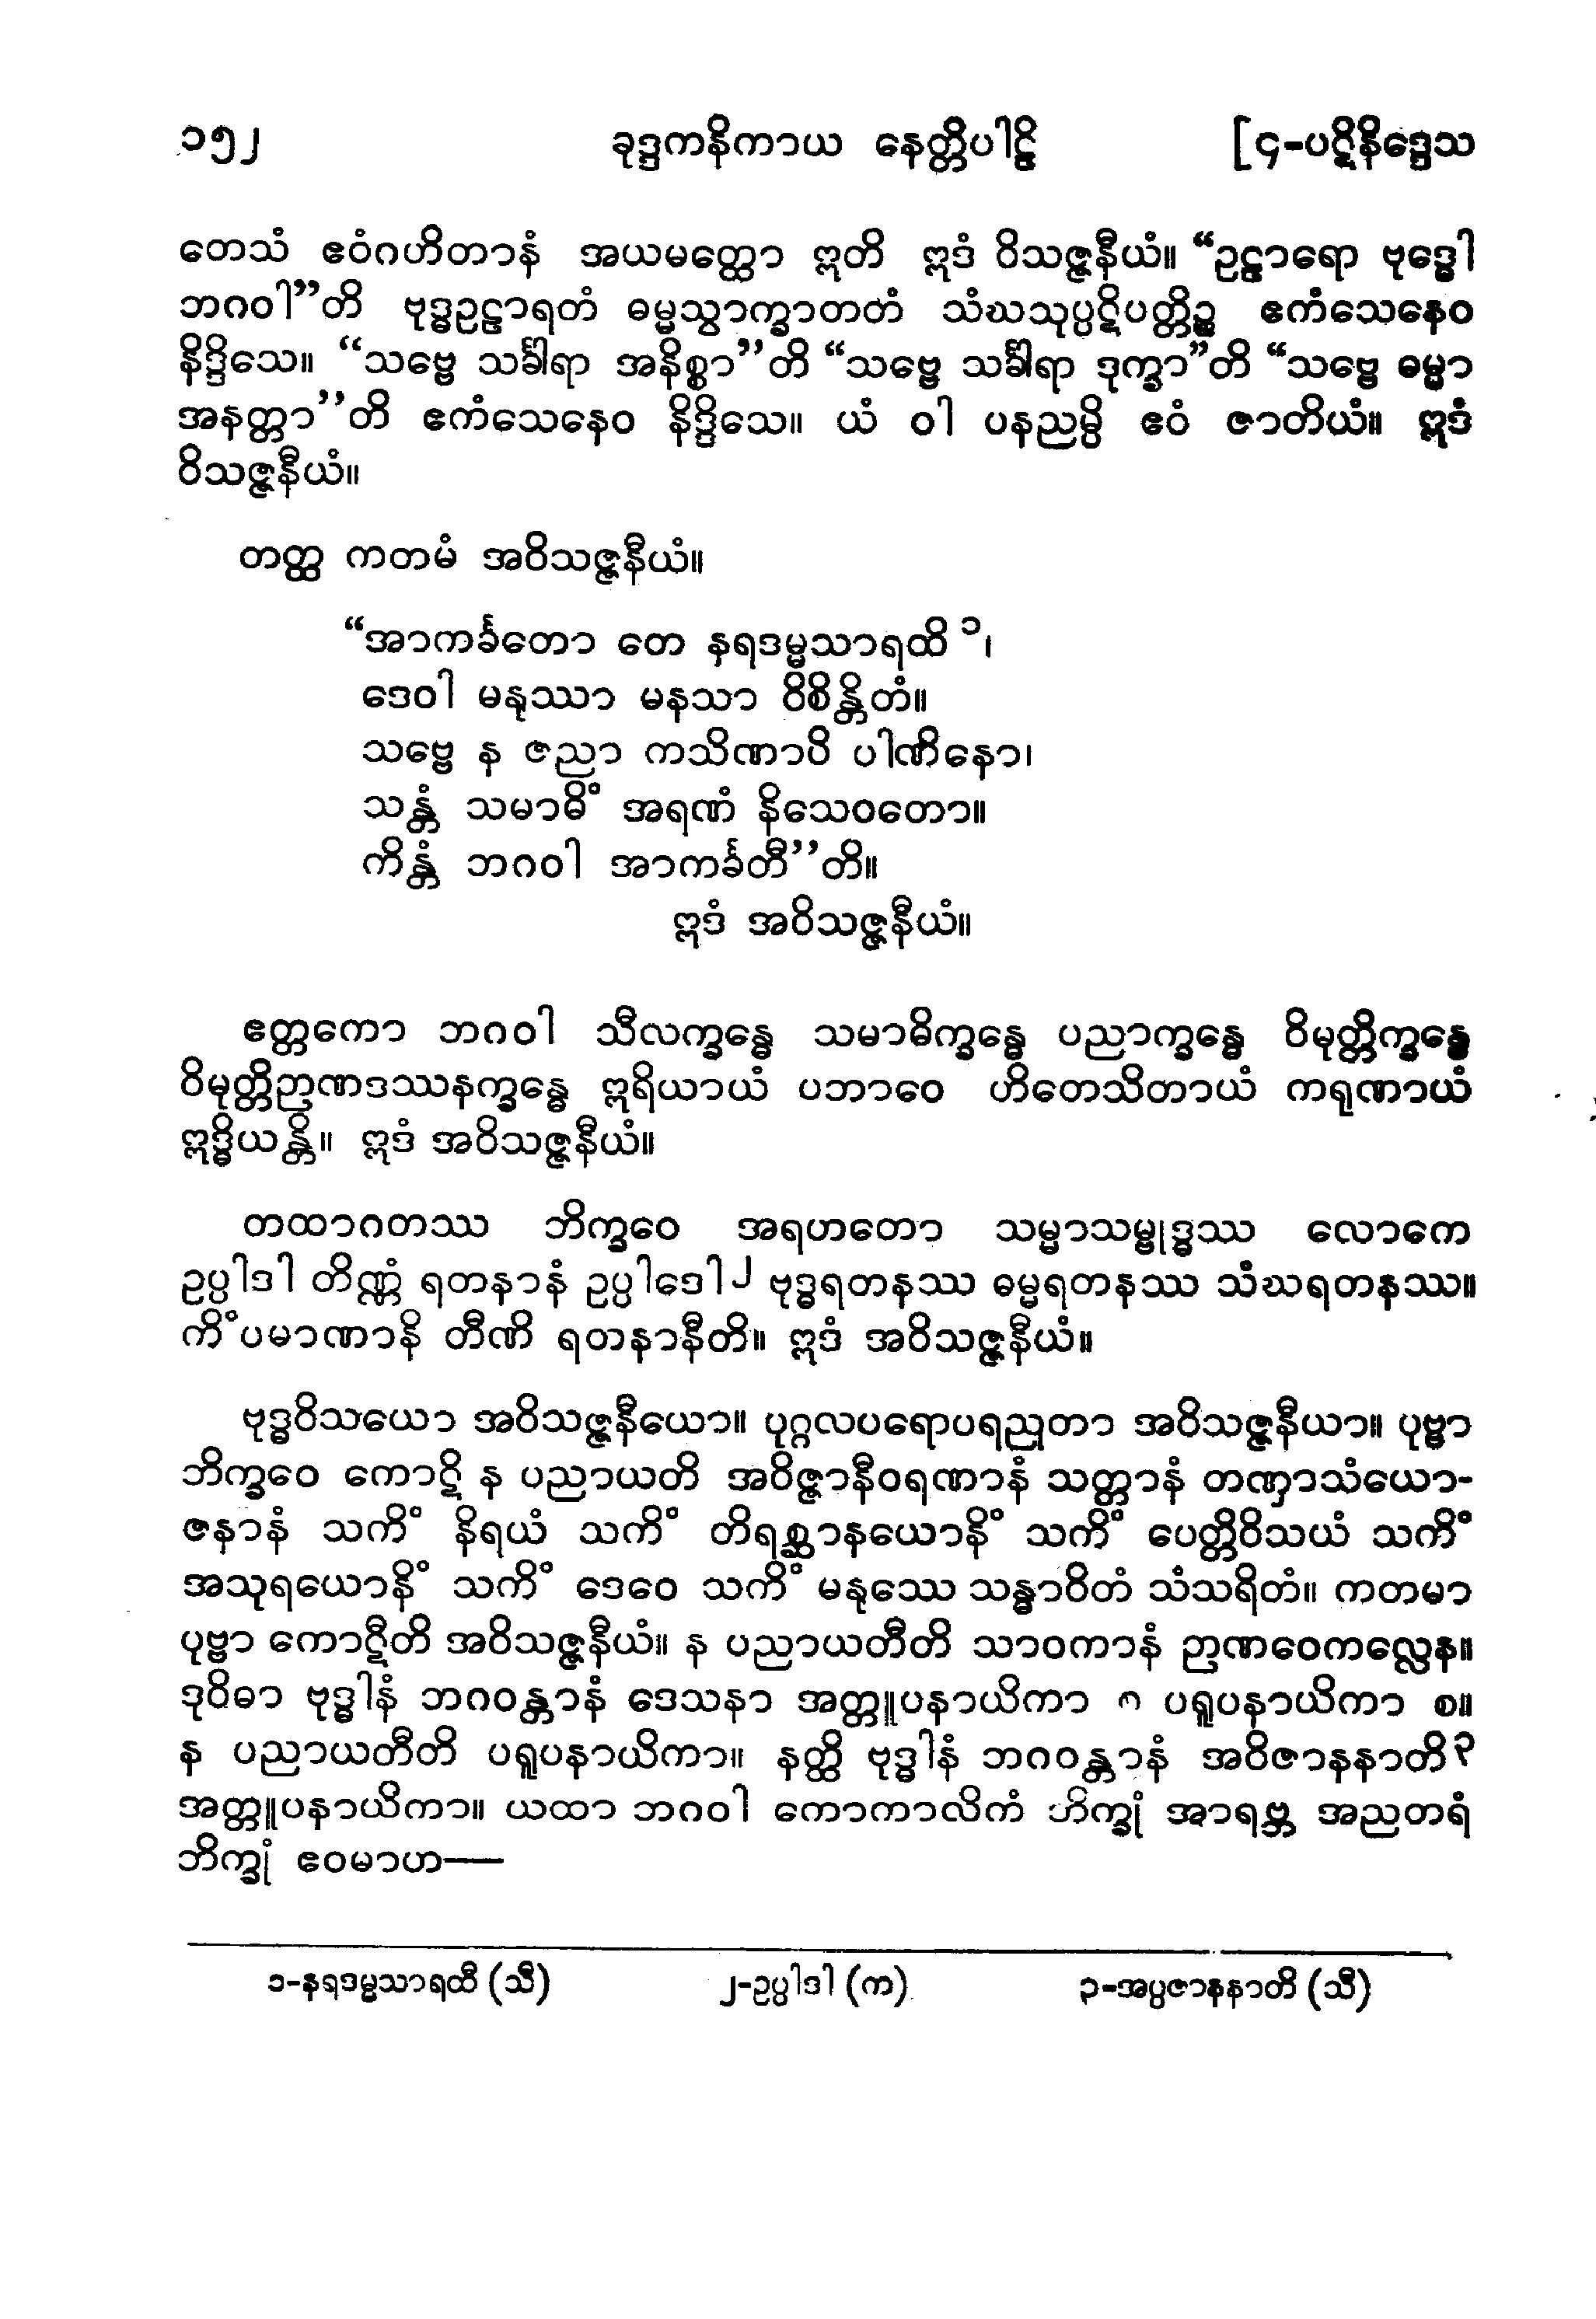 ၁၅၂ ခုဒ္ဒကနိကာယ နေတ္တိပါဠိ [၄-ပဋိနိဒ္ဒေသ
တေသံ ဧဝံဂဟိတာနံ အယမတ္ထော ဣတိ ဣဒံ ဝိသဇ္ဇနီယံ။ “ဥဠာရော ဗုဒ္ဓေါ
ဘဂဝါ”တိ ဗုဒ္ဓဥဠာရတံ ဓမ္မသွာက္ခာတတံ သံဃသုပ္ပဋိပတ္တိဉ္စ ဧကံသေနေဝ
နိဒ္ဒိသေ။ “သဗ္ဗေ သင်္ခါရာ အနိစ္စာ”တိ “သဗ္ဗေ သင်္ခါရာ ဒုက္ခာ”တိ “သဗ္ဗေ ဓမ္မာ
အနတ္တာ”တိ ဧကံသေနေဝ နိဒ္ဒိသေ။ ယံ ဝါ ပနညမ္ပိ ဧဝံ ဇာတိယံ။ ဣဒံ
ဝိသဇ္ဇနီယံ။
တတ္ထ ကတမံ အဝိသဇ္ဇနီယံ။
“အာကင်္ခတော တေ နရဒမ္မသာရထိ ၁၊
ဒေဝါ မနုဿာ မနသာ ဝိစိန္တိတံ။
သဗ္ဗေ န ဇညာ ကသိဏာပိ ပါဏိနော၊
သန္တံ သမာဓိံ အရဏံ နိသေဝတော။
ကိန္တံ ဘဂဝါ အာကင်္ခတီ”တိ။
ဣဒံ အဝိသဇ္ဇနီယံ။
ဧတ္တကော ဘဂဝါ သီလက္ခန္ဓေ သမာဓိက္ခန္ဓေ ပညာက္ခန္ဓေ ဝိမုတ္တိက္ခန္ဓေ
ဝိမုတ္တိဉာဏဒဿနက္ခန္ဓေ ဣရိယာယံ ပဘာဝေ ဟိတေသိတာယံ ကရုဏာယံ
ဣဒ္ဓိယန္တိ။ ဣဒံ အဝိသဇ္ဇနီယံ။
တထာဂတဿ ဘိက္ခဝေ အရဟတော သမ္မာသမ္ဗုဒ္ဓဿ လောကေ
ဥပ္ပါဒါ တိဏ္ဏံ ရတနာနံ ဥပ္ပါဒေါ၂ ဗုဒ္ဓရတနဿ ဓမ္မရတနဿ သံဃရတနဿ။
ကိံပမာဏာနိ တီဏိ ရတနာနီတိ။ ဣဒံ အဝိသဇ္ဇနီယံ။
ဗုဒ္ဓဝိသယော အဝိသဇ္ဇနီယော။ ပုဂ္ဂလပရောပရညုတာ အဝိသဇ္ဇနီယာ။ ပုဗ္ဗာ
ဘိက္ခဝေ ကောဋိ န ပညာယတိ အဝိဇ္ဇာနီဝရဏာနံ သတ္တာနံ တဏှာသံယော-
ဇနာနံ သကိံ နိရယံ သကိံ တိရစ္ဆာနယောနိံ သကိံ ပေတ္တိဝိသယံ သကိံ
အသုရယောနိံ သကိံ ဒေဝေ သကိံ မနုဿေ သန္ဓာဝိတံ သံသရိတံ။ ကတမာ
ပုဗ္ဗာ ကောဋီတိ အဝိသဇ္ဇနီယံ။ န ပညာယတီတိ သာဝကာနံ ဉာဏဝေကလ္လေန။
ဒုဝိဓာ ဗုဒ္ဓါနံ ဘဂဝန္တာနံ ဒေသနာ အတ္တူပနာယိကာ စ ပရူပနာယိကာ စ။
န ပညာယတီတိ ပရူပနာယိကာ။ နတ္ထိ ဗုဒ္ဓါနံ ဘဂဝန္တာနံ အဝိဇာနနာတိ၃
အတ္တူပနာယိကာ။ ယထာ ဘဂဝါ ကောကာလိကံ ဘိက္ခုံ အာရဗ္ဘ အညတရံ
ဘိက္ခုံ ဧဝမာဟ—
၁-နရဒမ္မသာရထီ (သီ) ၂-ဥပ္ပါဒါ (က) ၃-အပ္ပဇာနနာတိ (သီ)